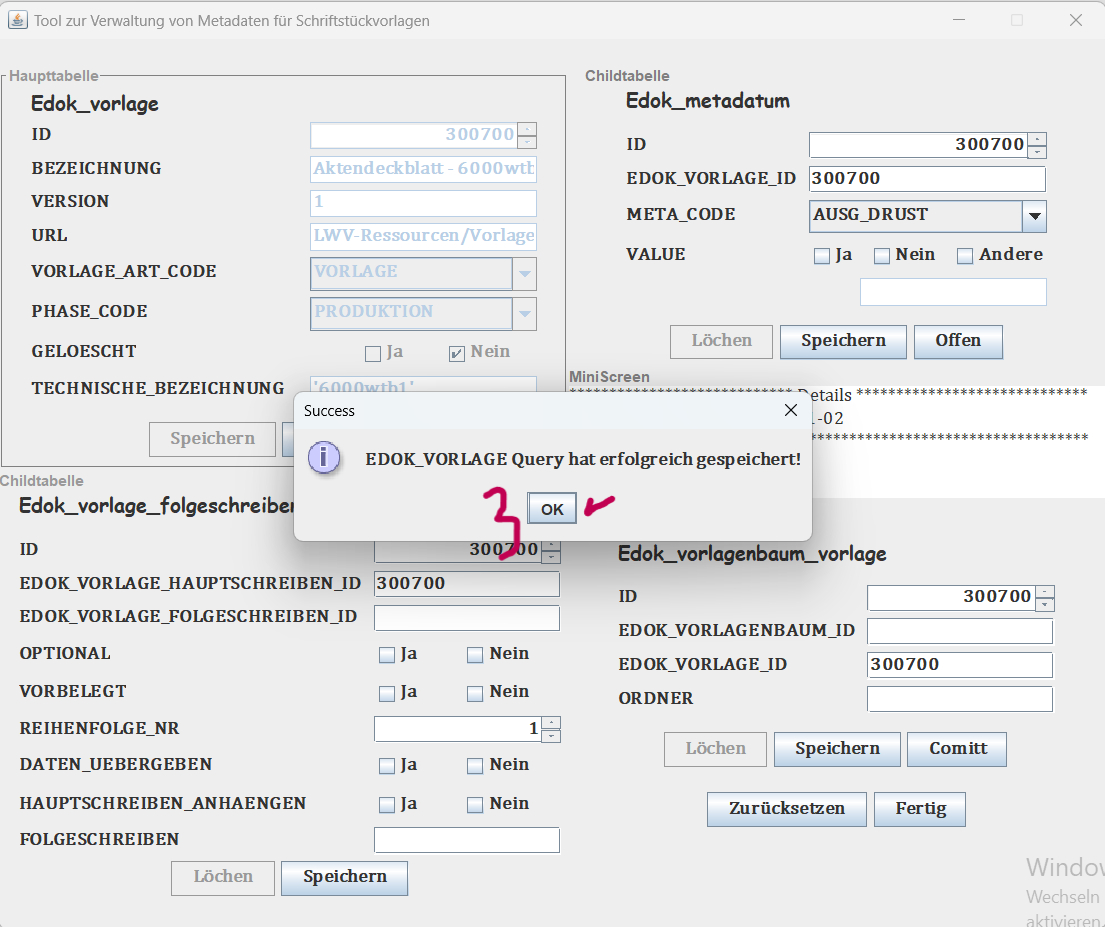 Tool zur Verwaltung von Metadaten für Schriftstückvorlagen
Haupttabelle
Edok_vorlage
ID 300700
BEZEICHNUNG Aktendeckblatt - 6000wtb
VERSION 1
URL LWV-Ressourcen/Vorlage
VORLAGE_ART_CODE VORLAGE
PHASE_CODE PRODUKTION
GELOESCHT Ja Nein
TECHNISCHE_BEZEICHNUNG '6000wtb1'
Speichern
Childtabelle
Edok_metadatum
ID 300700
EDOK_VORLAGE_ID 300700
META_CODE AUSG_DRUST
VALUE Ja Nein Andere
Löchen Speichern Offen
MiniScreen
Details ******************************
1-02
Success
EDOK_VORLAGE Query hat erfolgreich gespeichert!
3 OK
Childtabelle
Edok_vorlage_folgeschreiben
ID 300700
EDOK_VORLAGE_HAUPTSCHREIBEN_ID 300700
EDOK_VORLAGE_FOLGESCHREIBEN_ID
OPTIONAL Ja Nein
VORBELEGT Ja Nein
REIHENFOLGE_NR 1
DATEN_UEBERGEBEN Ja Nein
HAUPTSCHREIBEN_ANHAENGEN Ja Nein
FOLGESCHREIBEN
Löchen Speichern
Edok_vorlagenbaum_vorlage
ID 300700
EDOK_VORLAGENBAUM_ID
EDOK_VORLAGE_ID 300700
ORDNER
Löchen Speichern Comitt
Zurücksetzen Fertig
Window
Wechseln
aktivieren.